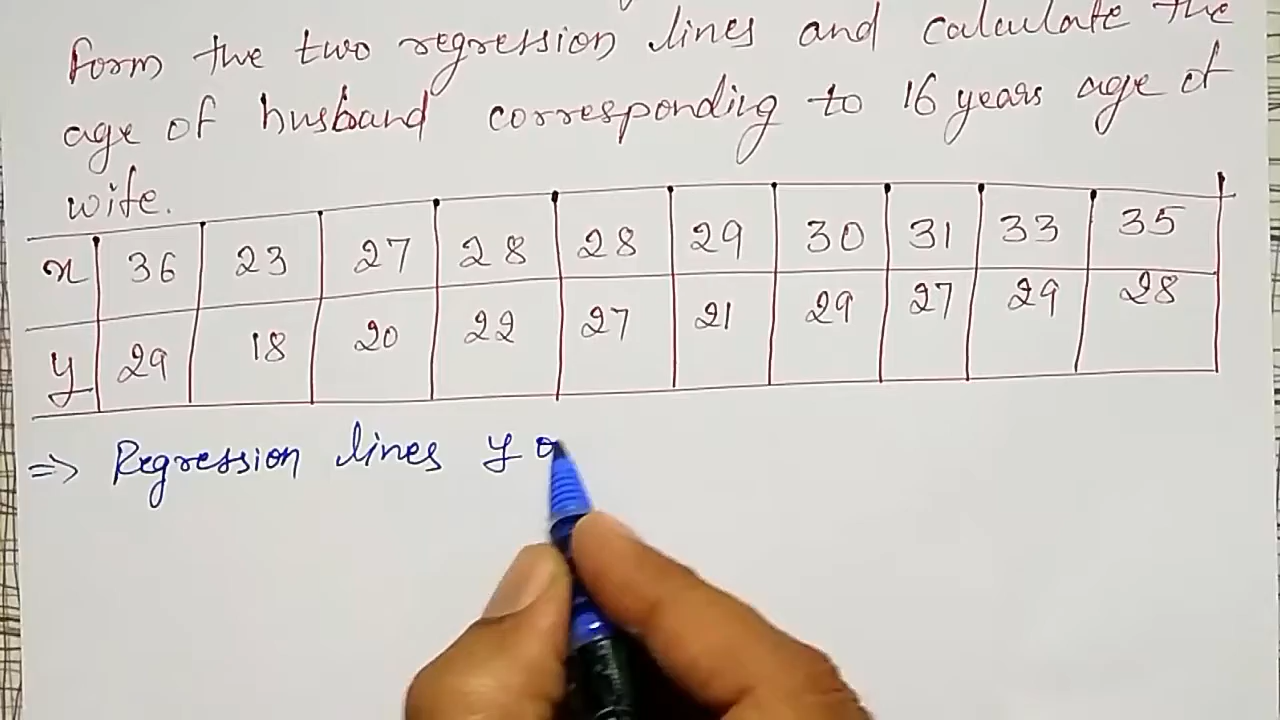 form the two regression lines and calculate the
age of husband corresponding to 16 years age of
wife.
x 36 23 27 28 28 29 30 31 33 35
y 29 18 20 22 27 21 29 27 29 28
=> Regression lines y o